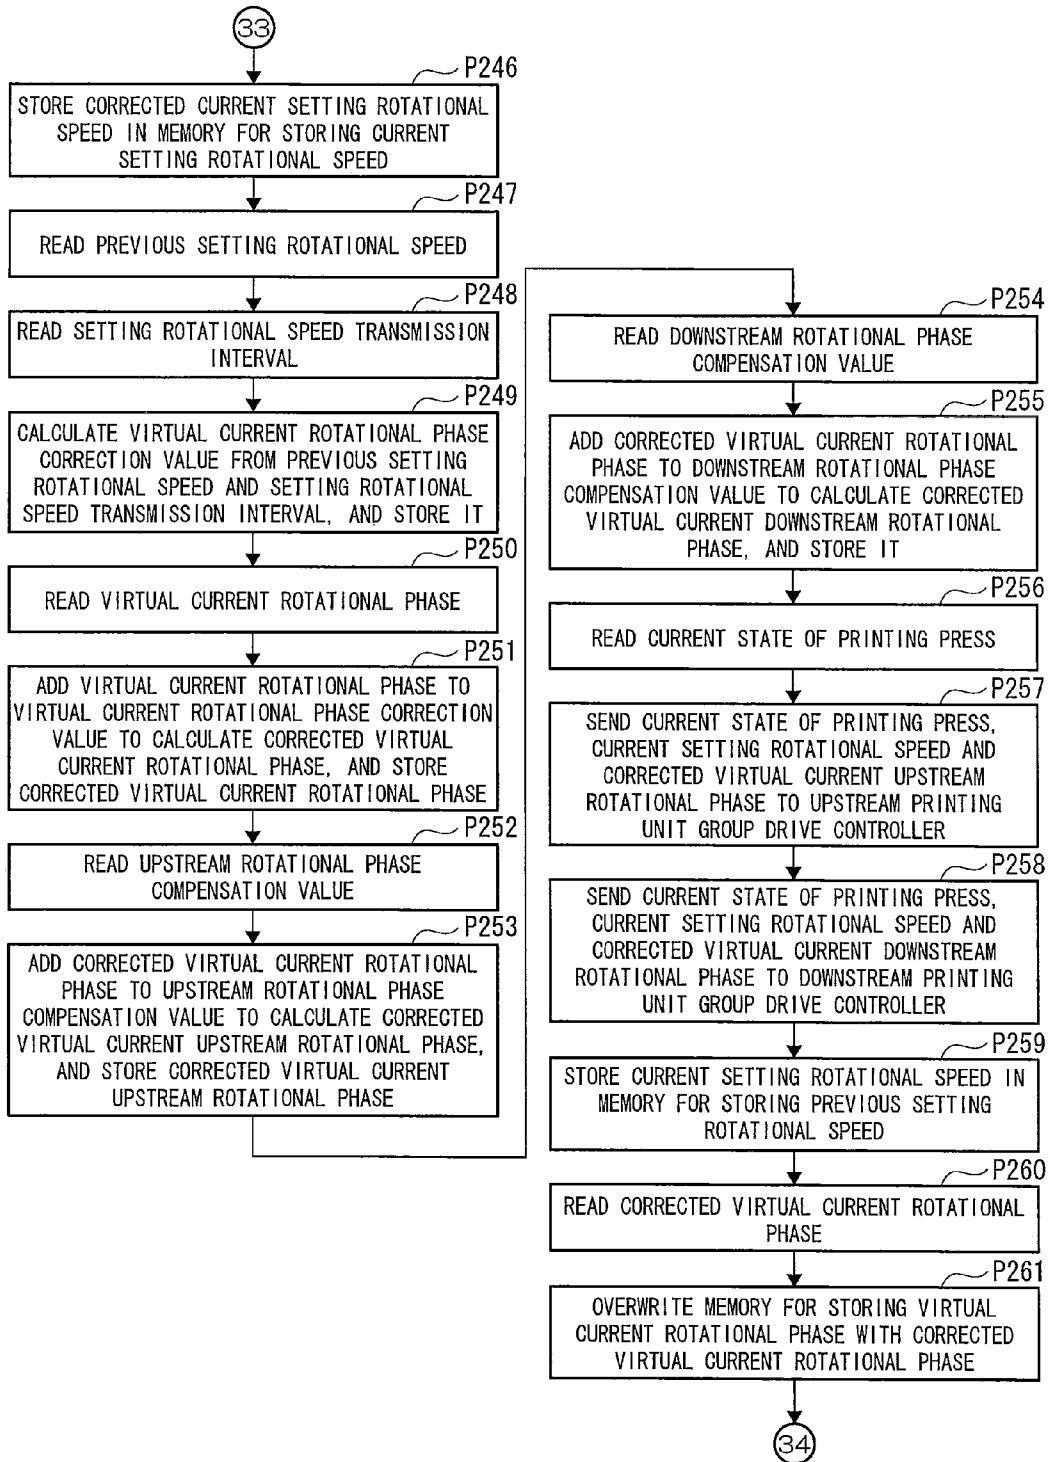 33
P246
STORE CORRECTED CURRENT SETTING ROTATIONAL
SPEED IN MEMORY FOR STORING CURRENT
SETTING ROTATIONAL SPEED
P247
READ PREVIOUS SETTING ROTATIONAL SPEED
P248
READ SETTING ROTATIONAL SPEED TRANSMISSION
INTERVAL
P249
CALCULATE VIRTUAL CURRENT ROTATIONAL PHASE
CORRECTION VALUE FROM PREVIOUS SETTING
ROTATIONAL SPEED AND SETTING ROTATIONAL
SPEED TRANSMISSION INTERVAL, AND STORE IT
P250
READ VIRTUAL CURRENT ROTATIONAL PHASE
P251
ADD VIRTUAL CURRENT ROTATIONAL PHASE TO
VIRTUAL CURRENT ROTATIONAL PHASE CORRECTION
VALUE TO CALCULATE CORRECTED VIRTUAL
CURRENT ROTATIONAL PHASE, AND STORE
CORRECTED VIRTUAL CURRENT ROTATIONAL PHASE
P252
READ UPSTREAM ROTATIONAL PHASE
COMPENSATION VALUE
P253
ADD CORRECTED VIRTUAL CURRENT ROTATIONAL
PHASE TO UPSTREAM ROTATIONAL PHASE
COMPENSATION VALUE TO CALCULATE CORRECTED
VIRTUAL CURRENT UPSTREAM ROTATIONAL PHASE,
AND STORE CORRECTED VIRTUAL CURRENT
UPSTREAM ROTATIONAL PHASE
P254
READ DOWNSTREAM ROTATIONAL PHASE
COMPENSATION VALUE
P255
ADD CORRECTED VIRTUAL CURRENT ROTATIONAL
PHASE TO DOWNSTREAM ROTATIONAL PHASE
COMPENSATION VALUE TO CALCULATE CORRECTED
VIRTUAL CURRENT DOWNSTREAM ROTATIONAL
PHASE, AND STORE IT
P256
READ CURRENT STATE OF PRINTING PRESS
P257
SEND CURRENT STATE OF PRINTING PRESS,
CURRENT SETTING ROTATIONAL SPEED AND
CORRECTED VIRTUAL CURRENT UPSTREAM
ROTATIONAL PHASE TO UPSTREAM PRINTING
UNIT GROUP DRIVE CONTROLLER
P258
SEND CURRENT STATE OF PRINTING PRESS,
CURRENT SETTING ROTATIONAL SPEED AND
CORRECTED VIRTUAL CURRENT DOWNSTREAM
ROTATIONAL PHASE TO DOWNSTREAM PRINTING
UNIT GROUP DRIVE CONTROLLER
P259
STORE CURRENT SETTING ROTATIONAL SPEED IN
MEMORY FOR STORING PREVIOUS SETTING
ROTATIONAL SPEED
P260
READ CORRECTED VIRTUAL CURRENT ROTATIONAL
PHASE
P261
OVERWRITE MEMORY FOR STORING VIRTUAL
CURRENT ROTATIONAL PHASE WITH CORRECTED
VIRTUAL CURRENT ROTATIONAL PHASE
34